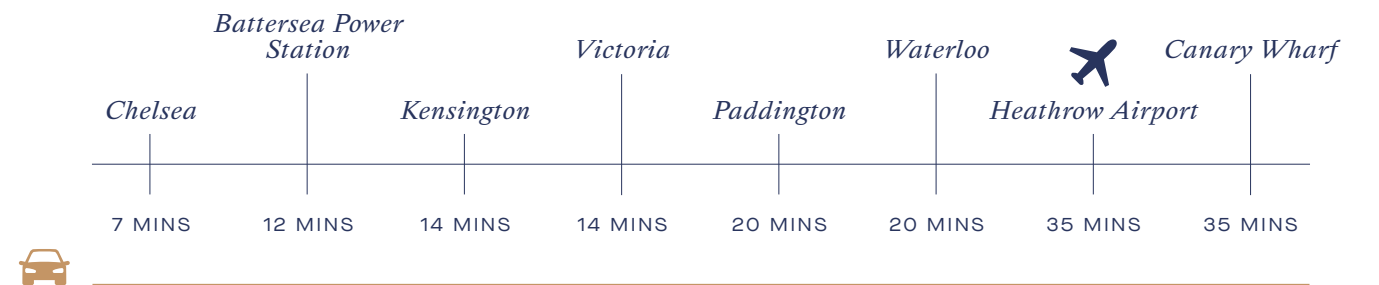 Battersea Power
Station
Victoria
Waterloo
Canary Wharf
Chelsea
Kensington
Paddington
Heathrow Airport
7 MINS
12 MINS
14 MINS
14 MINS
20 MINS
20 MINS
35 MINS
35 MINS